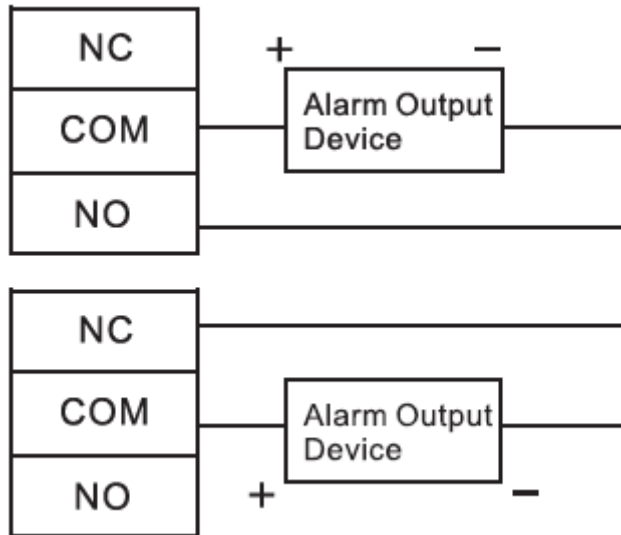 NC
+ −
COM
Alarm Output
Device
NO
NC
COM
Alarm Output
Device
NO
+ −